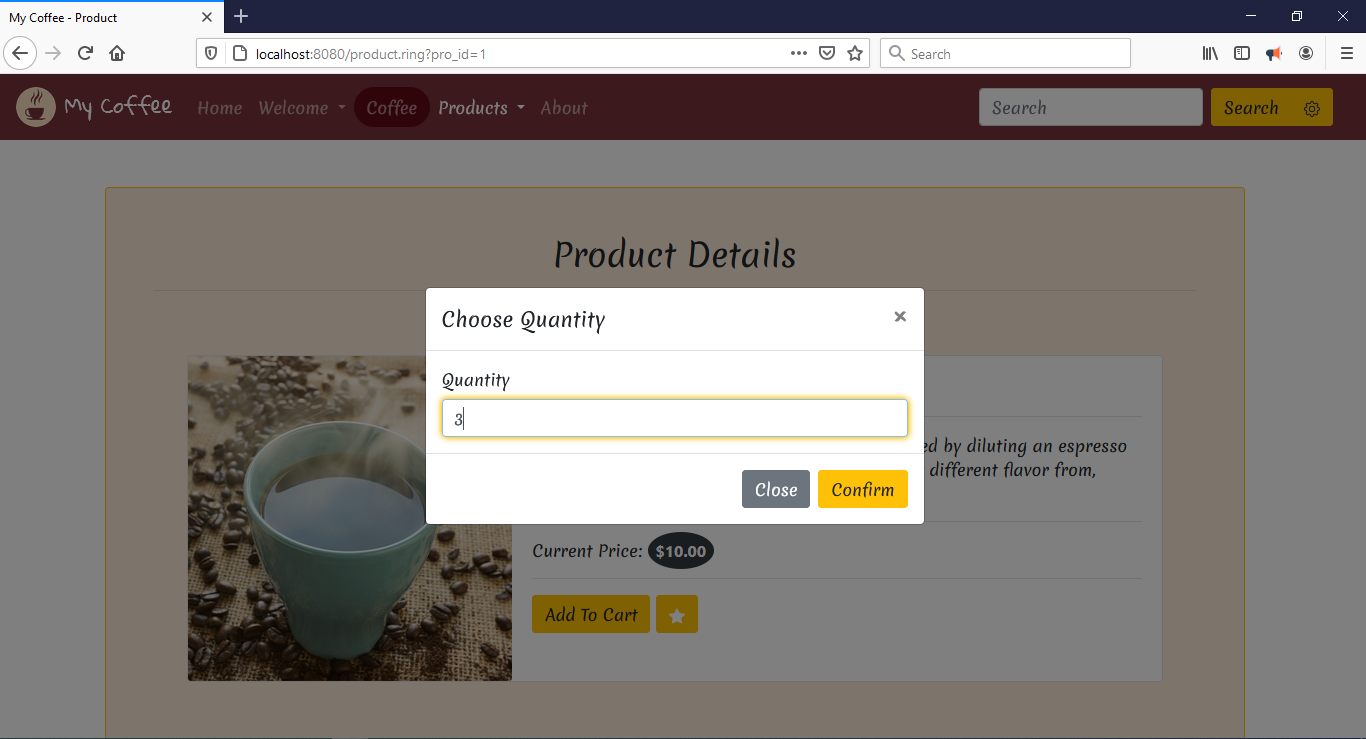 My Coffee - Product
localhost:8080/product.ring?pro_id=1
Search
My Coffee
Home
Welcome
Coffee
Products
About
Search
Search
Product Details
Choose Quantity
×
Quantity
3
Close
Confirm
ed by diluting an espresso
different flavor from,
Current Price: $10.00
Add To Cart